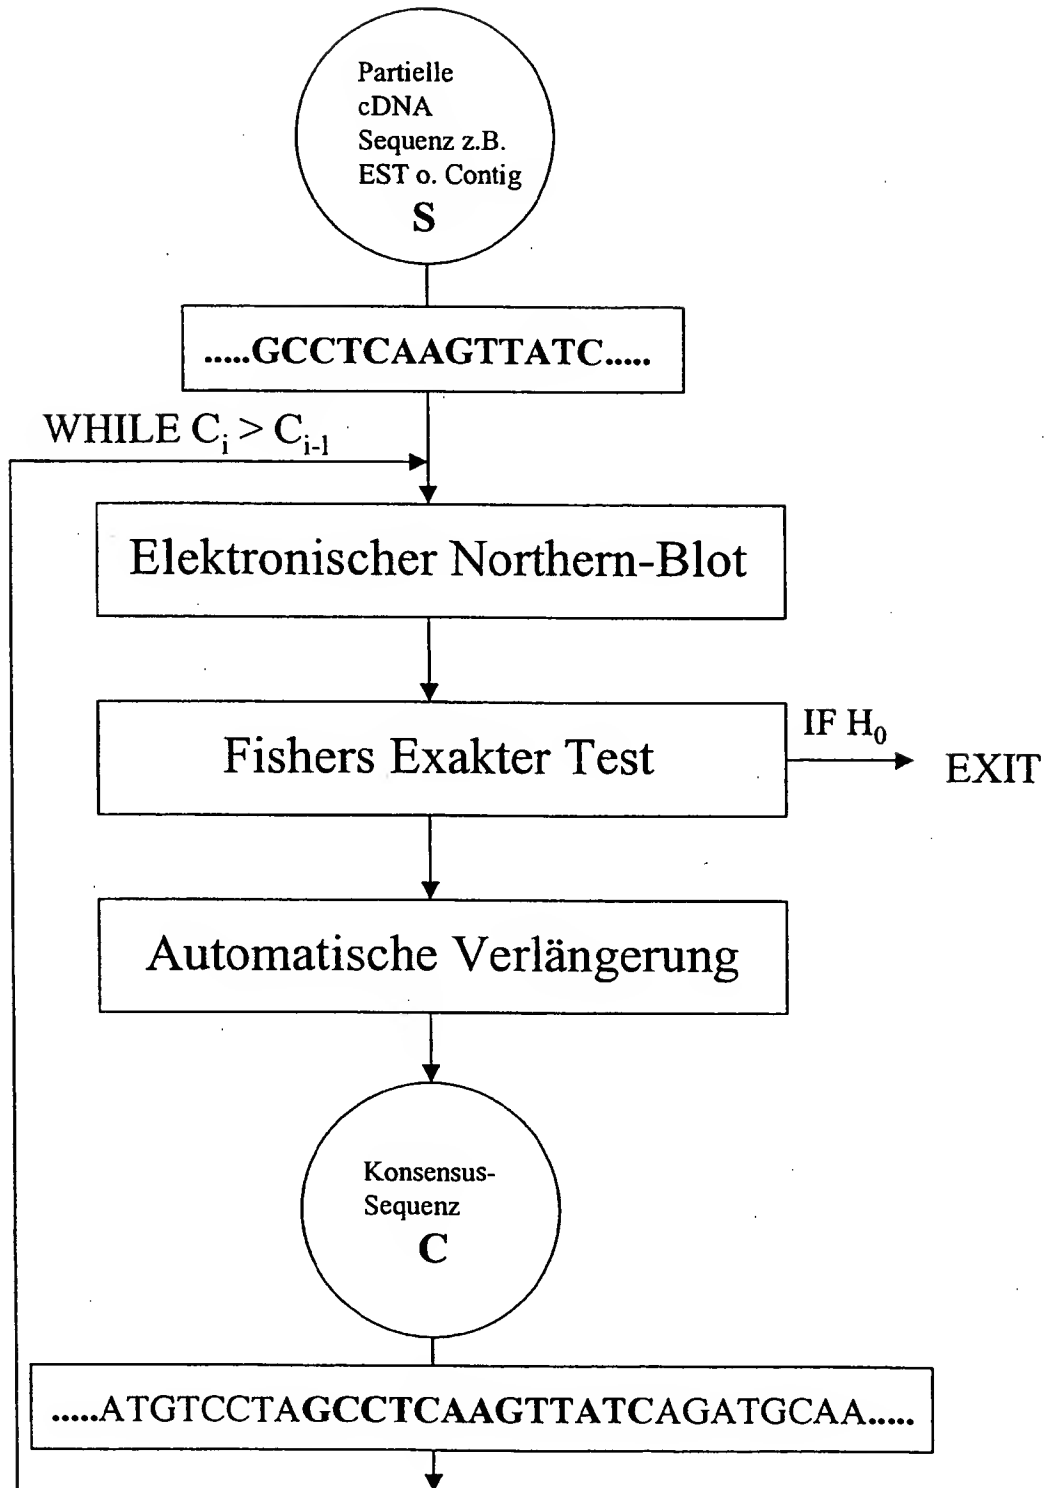 Partielle
cDNA
Sequenz z.B.
EST o. Contig
S
.....GCCTCAAGTTATC.....
WHILE Ci > Ci-1
Elektronischer Northern-Blot
Fishers Exakter Test
IF H0
EXIT
Automatische Verlängerung
Konsensus-
Sequenz
C
.....ATGTCCTAGCCTCAAGTTATCAGATGCAA.....